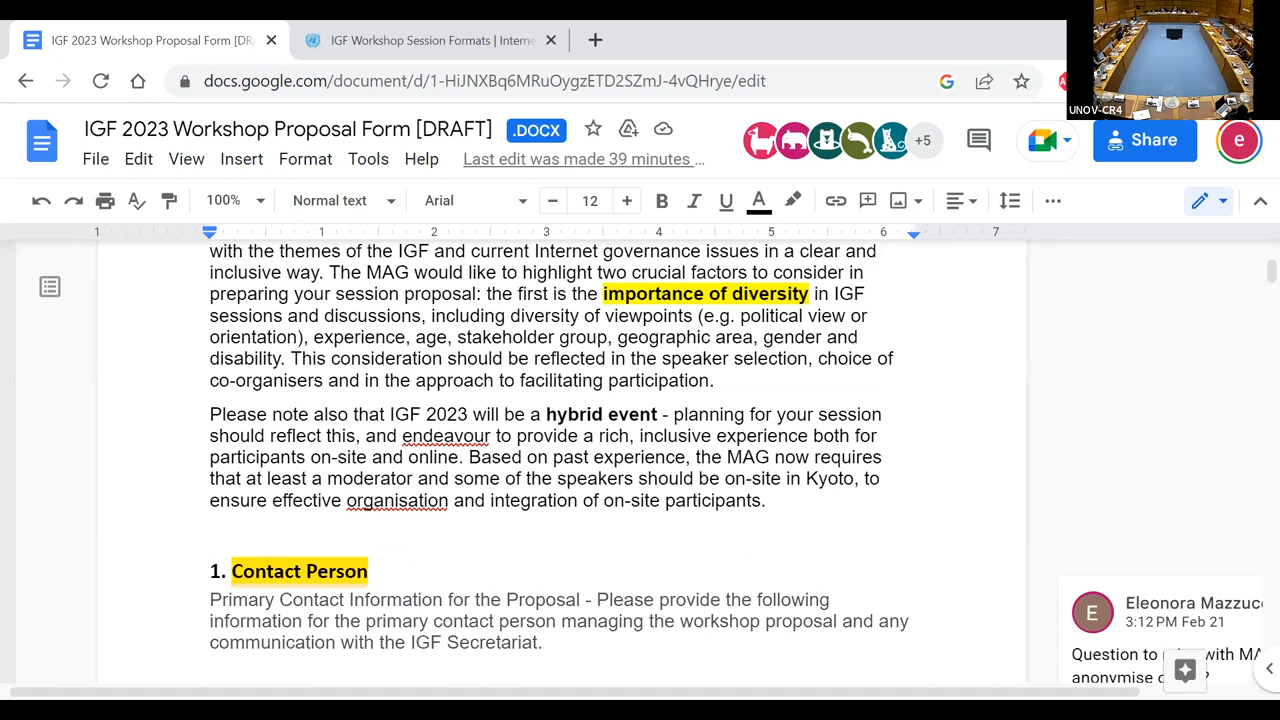 IGF 2023 Workshop Proposal Form [DR
IGF Workshop Session Formats | Interne
docs.google.com/document/d/1-HiJNXBq6MRuOygzETD2SZmJ-4vQHrye/edit
UNOV-CR4
IGF 2023 Workshop Proposal Form [DRAFT] .DOCX
+5
Share
e
File Edit View Insert Format Tools Help Last edit was made 39 minutes ...
100% Normal text Arial 12 B I U A
1 1 2 3 4 5 6 7
with the themes of the IGF and current Internet governance issues in a clear and
inclusive way. The MAG would like to highlight two crucial factors to consider in
preparing your session proposal: the first is the importance of diversity in IGF
sessions and discussions, including diversity of viewpoints (e.g. political view or
orientation), experience, age, stakeholder group, geographic area, gender and
disability. This consideration should be reflected in the speaker selection, choice of
co-organisers and in the approach to facilitating participation.
Please note also that IGF 2023 will be a hybrid event - planning for your session
should reflect this, and endeavour to provide a rich, inclusive experience both for
participants on-site and online. Based on past experience, the MAG now requires
that at least a moderator and some of the speakers should be on-site in Kyoto, to
ensure effective organisation and integration of on-site participants.
1. Contact Person
Primary Contact Information for the Proposal - Please provide the following
information for the primary contact person managing the workshop proposal and any
communication with the IGF Secretariat.
E
Eleonora Mazzuc
3:12 PM Feb 21
Question to with MA
anonymise